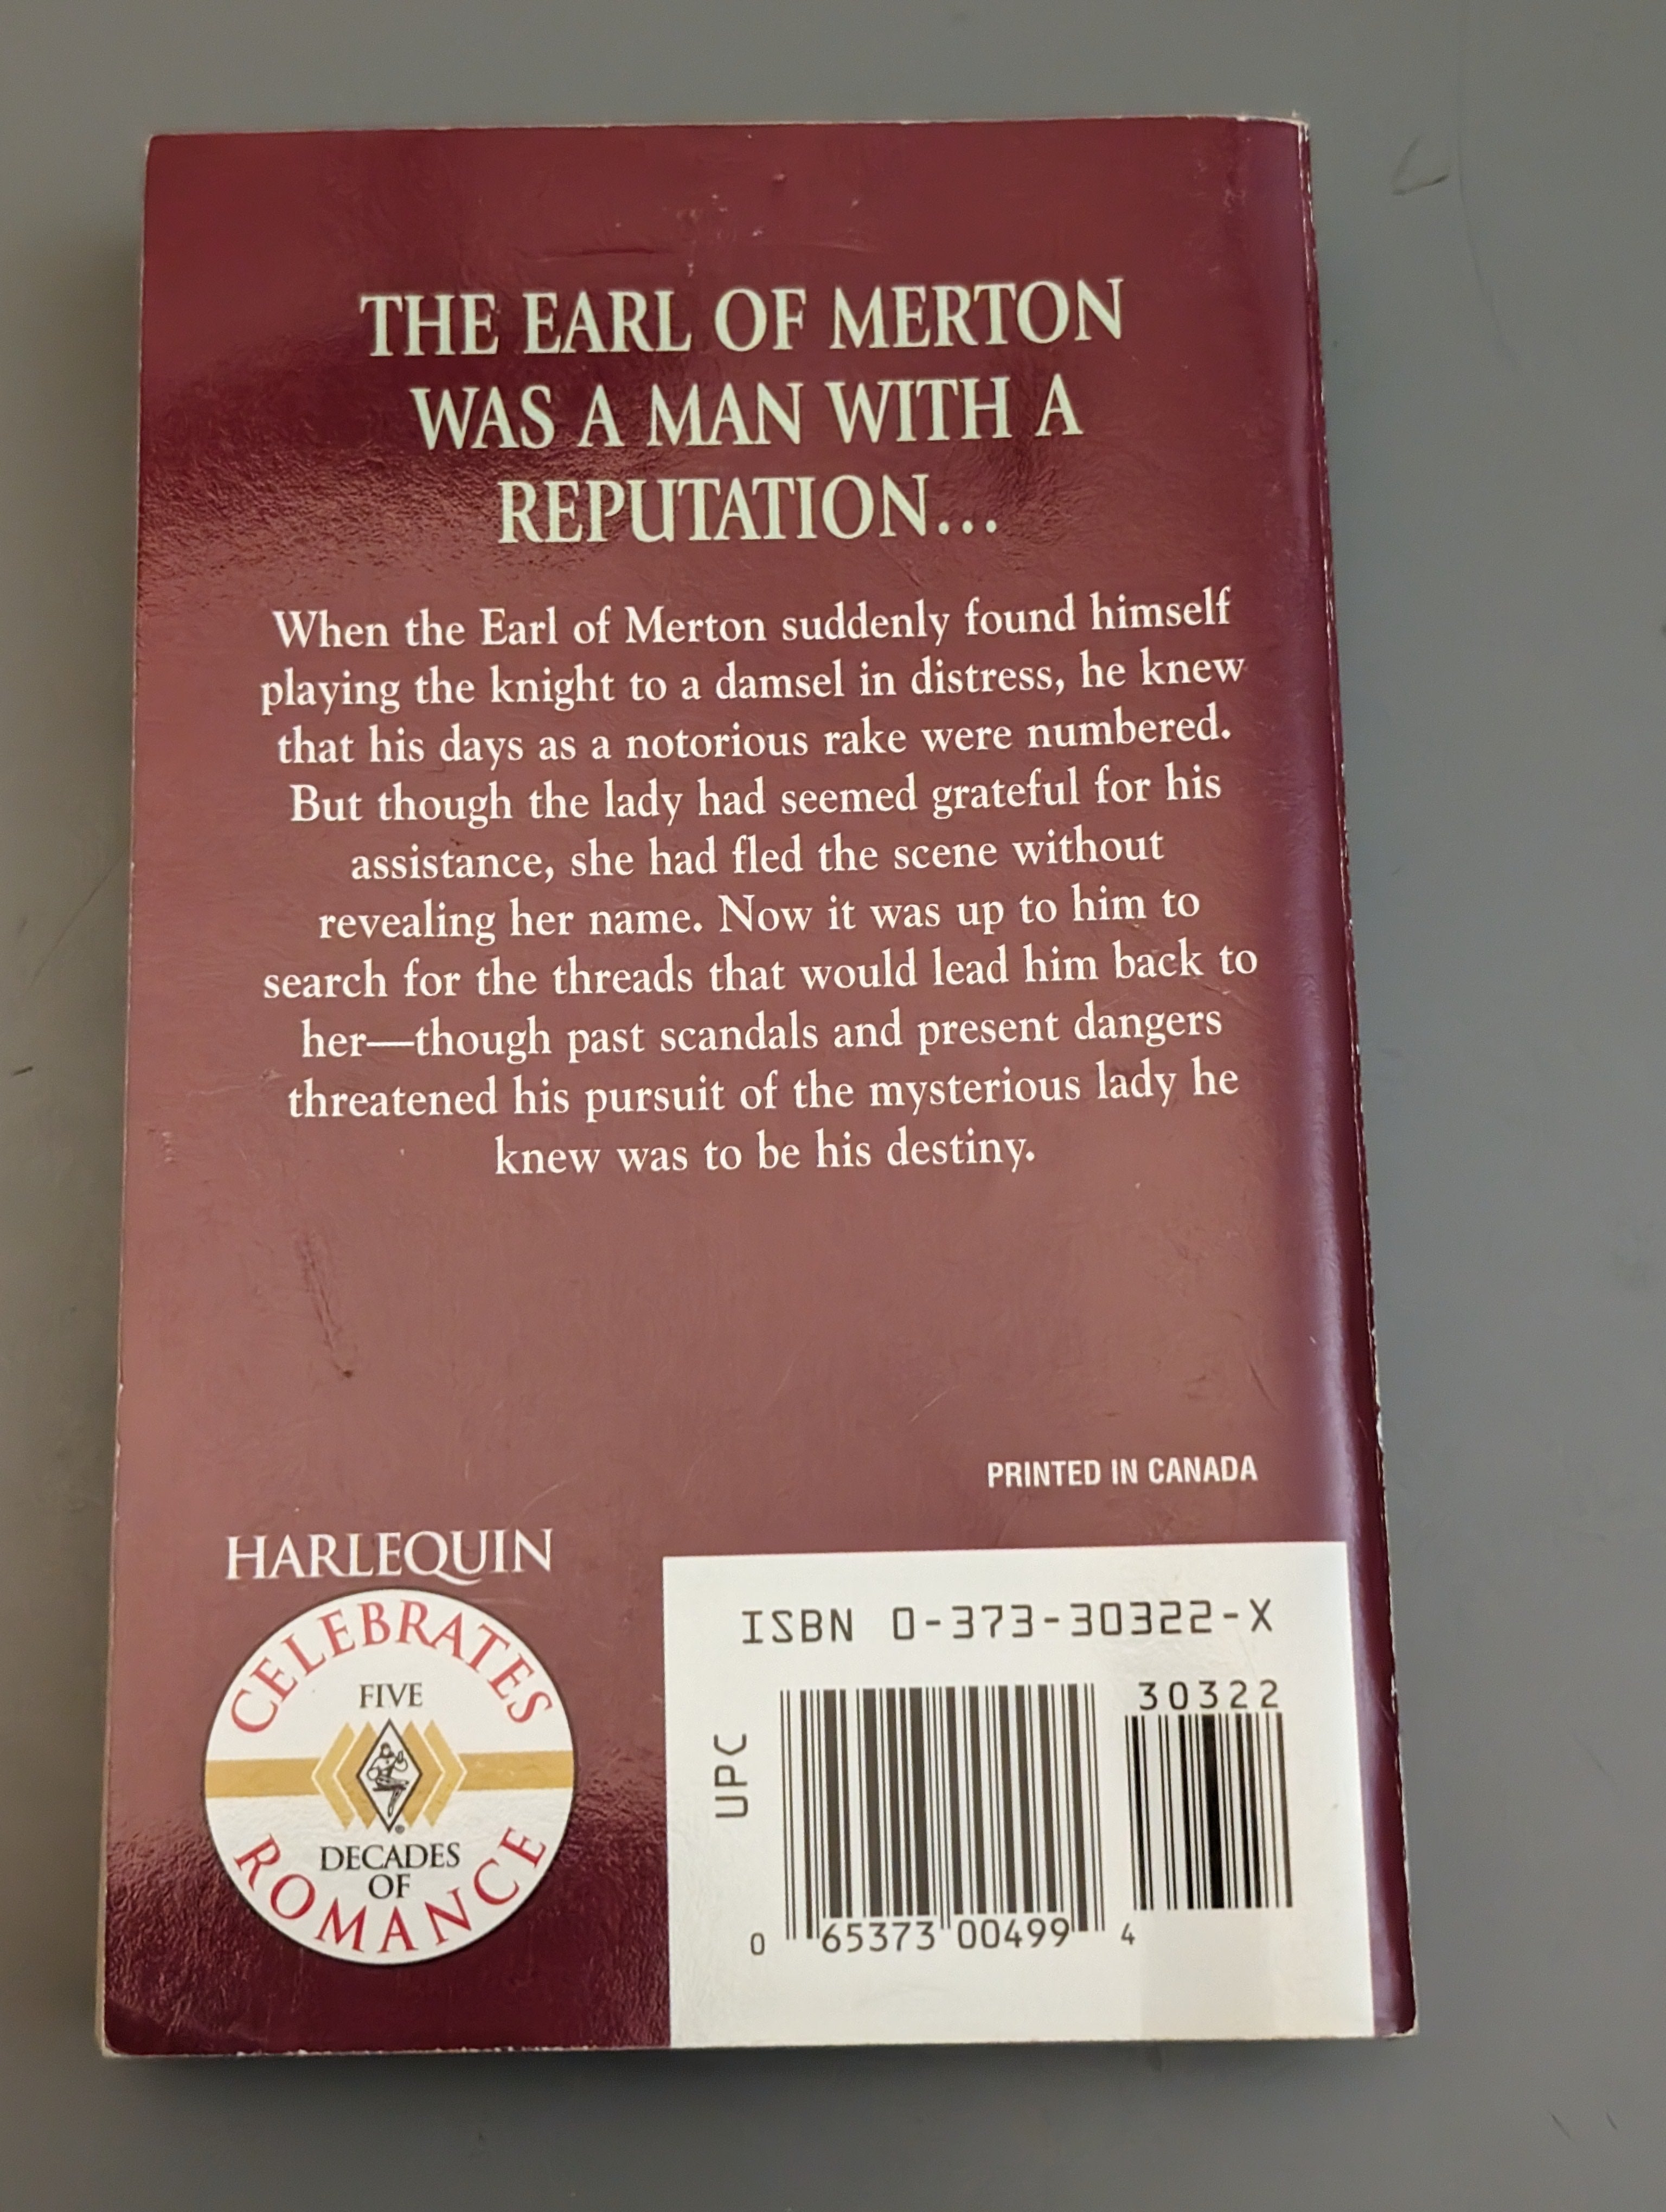 THE EARL OF MERTON
WAS A MAN WITH A
REPUTATION...
When the Earl of Merton suddenly found himself
playing the knight to a damsel in distress, he knew
that his days as a notorious rake were numbered.
But though the lady had seemed grateful for his
assistance, she had fled the scene without
revealing her name. Now it was up to him to
search for the threads that would lead him back to
her—though past scandals and present dangers
threatened his pursuit of the mysterious lady he
knew was to be his destiny.
PRINTED IN CANADA
HARLEQUIN
CELEBRATES
FIVE
DECADES
OF
ROMANCE
ISBN 0-373-30322-X
30322
UPC
0 65373 00499 4